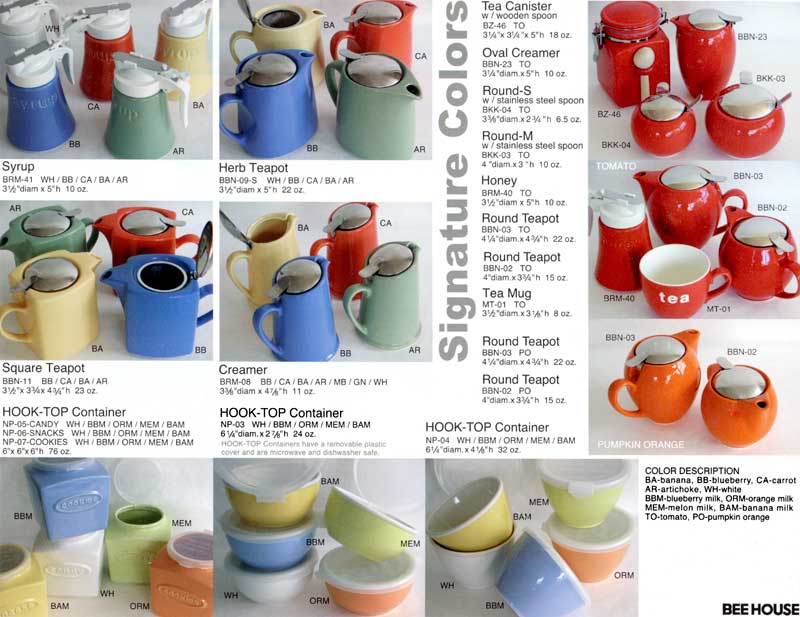 WH
CA
BB
BA
AR
syrup
syrup
Syrup
BRM-41 WH / BB / CA / BA / AR
3½"diam x 5"h 10 oz.
BA
CA
BB
AR
Herb Teapot
BBN-09-S WH / BB / CA / BA / AR
3½"diam x 5"h 22 oz.
AR
CA
BA
BB
Square Teapot
BBN-11 BB / CA / BA / AR
3½"x 3¾x 4¾"h 23 oz.
BA
CA
BB
AR
Creamer
BRM-08 BB / CA / BA / AR / MB / GN / WH
3⅜"diam x 4⅞"h 11 oz.
Signature Colors
Tea Canister
w / wooden spoon
BZ-46 TO
3¼"x 3¼"x 5"h 18 oz.
Oval Creamer
BBN-23 TO
3¼"diam.x 5"h 10 oz.
Round-S
w / stainless steel spoon
BKK-04 TO
3⅜"diam.x 2¾"h 6.5 oz.
Round-M
w / stainless steel spoon
BKK-03 TO
4 "diam.x 3 "h 10 oz.
Honey
BRM-40 TO
3½"diam x 5"h 10 oz.
Round Teapot
BBN-03 TO
4¼"diam.x 4¾"h 22 oz.
Round Teapot
BBN-02 TO
4"diam.x 3¾"h 15 oz.
Tea Mug
MT-01 TO
3½"diam.x 3⅛"h 8 oz.
Round Teapot
BBN-03 PO
4¼"diam.x 4¾"h 22 oz.
Round Teapot
BBN-02 PO
4"diam.x 3¾"h 15 oz.
BBN-23
BKK-03
BZ-46
BKK-04
TOMATO
BBN-03
BBN-02
BRM-40
tea
MT-01
BBN-03
BBN-02
PUMPKIN ORANGE
HOOK-TOP Container
NP-05-CANDY WH / BBM / ORM / MEM / BAM
NP-06-SNACKS WH / BBM / ORM / MEM / BAM
NP-07-COOKIES WH / BBM / ORM / MEM / BAM
6"x 6"x 6"h 76 oz.
HOOK-TOP Container
NP-03 WH / BBM / ORM / MEM / BAM
6¼"diam.x 2⅞"h 24 oz.
HOOK-TOP Containers have a removable plastic
cover and are microwave and dishwasher safe.
HOOK-TOP Container
NP-04 WH / BBM / ORM / MEM / BAM
6¼"diam.x 4⅛"h 32 oz.
BBM
cookies
MEM
WH
BAM
ORM
BAM
BBM
MEM
WH
ORM
MEM
BAM
WH
ORM
BBM
COLOR DESCRIPTION
BA-banana, BB-blueberry, CA-carrot
AR-artichoke, WH-white
BBM-blueberry milk, ORM-orange milk
MEM-melon milk, BAM-banana milk
TO-tomato, PO-pumpkin orange
BEE HOUSE